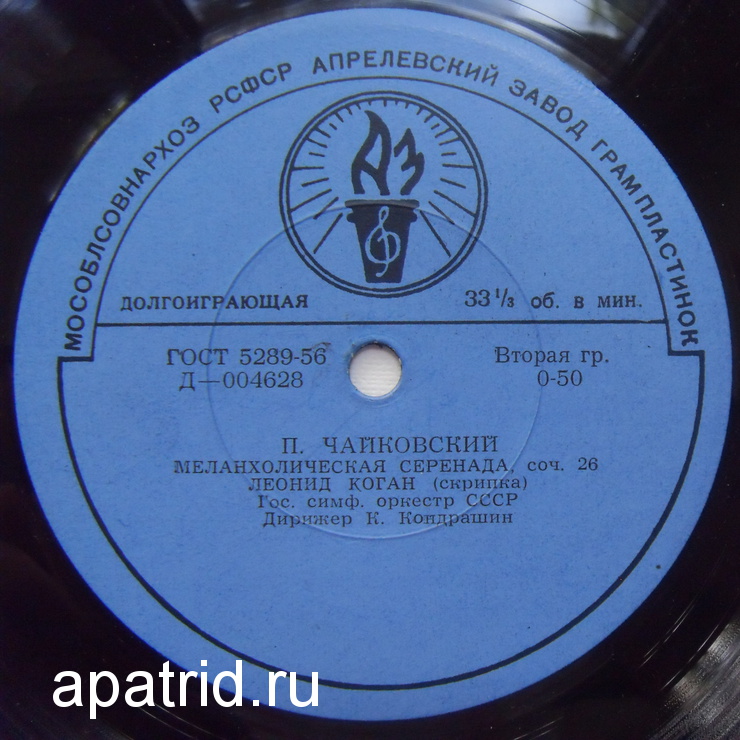 МОСОБЛСОВНАРХОЗ РСФСР АПРЕЛЕВСКИЙ ЗАВОД ГРАМПЛАСТИНОК
АЗ
ДОЛГОИГРАЮЩАЯ 33 1/3 об. в мин.
ГОСТ 5289-56 Вторая гр.
Д—004628 0-50
П. ЧАЙКОВСКИЙ
МЕЛАНХОЛИЧЕСКАЯ СЕРЕНАДА, соч. 26
ЛЕОНИД КОГАН (скрипка)
Гос. симф. оркестр СССР
Дирижер К. Кондрашин
apatrid.ru